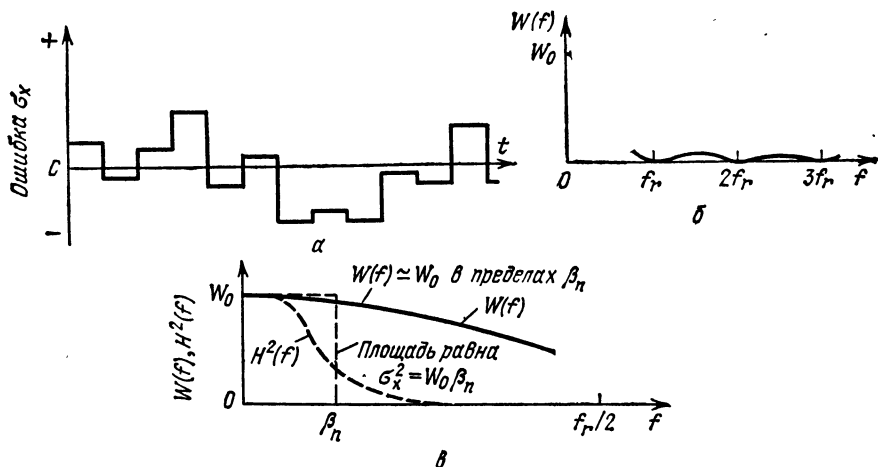 +
Ошибка σx
С
−
t
а
W(f)
W0
0
fr
2fr
3fr
f
б
W(f), H²(f)
W0
W(f) ≃ W0 в пределах βn
W(f)
H²(f)
Площадь равна
σx² = W0βn
0
βn
fr/2
f
в